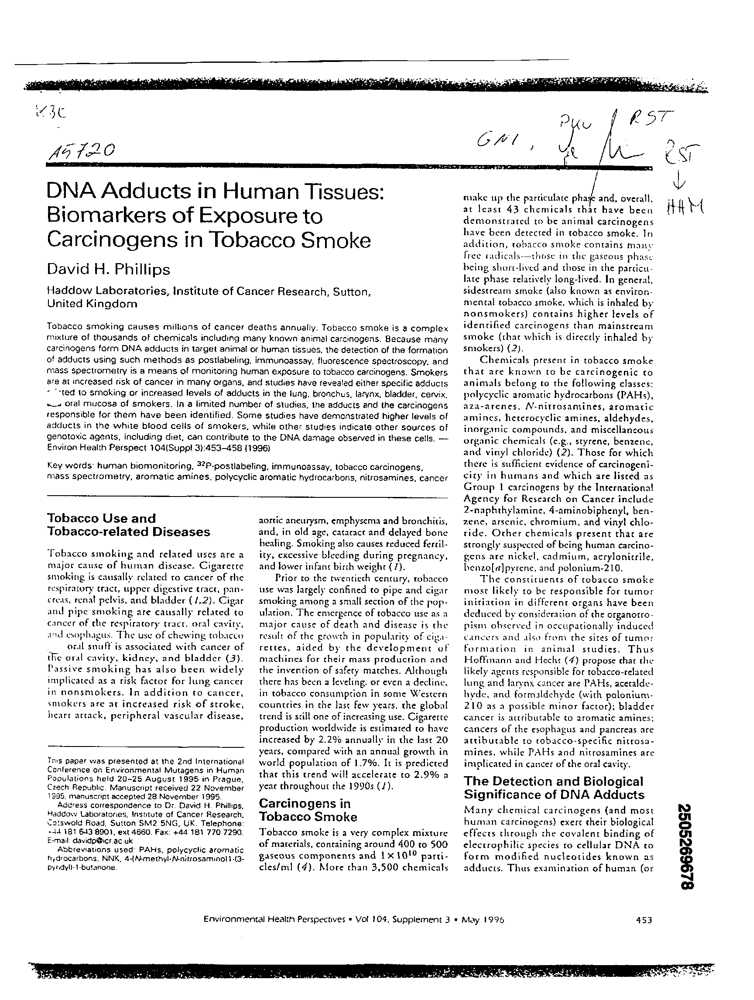 A5720
GNI,
RST
RST
HHM
DNA Adducts in Human Tissues:
Biomarkers of Exposure to
Carcinogens in Tobacco Smoke
David H. Phillips
Haddow Laboratories, Institute of Cancer Research, Sutton,
United Kingdom
Tobacco smoking causes millions of cancer deaths annually. Tobacco smoke is a complex
mixture of thousands of chemicals including many known animal carcinogens. Because many
carcinogens form DNA adducts in target animal or human tissues, the detection of the formation
of adducts using such methods as postlabeling, immunoassay, fluorescence spectroscopy, and
mass spectrometry is a means of monitoring human exposure to tobacco carcinogens. Smokers
are at increased risk of cancer in many organs, and studies have revealed either specific adducts
ted to smoking or increased levels of adducts in the lung, bronchus, larynx, bladder, cervix,
oral mucosa of smokers. In a limited number of studies, the adducts and the carcinogens
responsible for them have been identified. Some studies have demonstrated higher levels of
adducts in the white blood cells of smokers, while other studies indicate other sources of
genotoxic agents, including diet, can contribute to the DNA damage observed in these cells. —
Environ Health Perspect 104(Suppl 3):453–458 (1996)
Key words: human biomonitoring, ³²P-postlabeling, immunoassay, tobacco carcinogens,
mass spectrometry, aromatic amines, polycyclic aromatic hydrocarbons, nitrosamines, cancer
Tobacco Use and
Tobacco-related Diseases
Tobacco smoking and related uses are a
major cause of human disease. Cigarette
smoking is causally related to cancer of the
respiratory tract, upper digestive tract, pan-
creas, renal pelvis, and bladder (1,2). Cigar
and pipe smoking are causally related to
cancer of the respiratory tract, oral cavity,
and esophagus. The use of chewing tobacco
oral snuff is associated with cancer of
the oral cavity, kidney, and bladder (3).
Passive smoking has also been widely
implicated as a risk factor for lung cancer
in nonsmokers. In addition to cancer,
smokers are at increased risk of stroke,
heart attack, peripheral vascular disease,
This paper was presented at the 2nd International
Conference on Environmental Mutagens in Human
Populations held 20–25 August 1995 in Prague,
Czech Republic. Manuscript received 22 November
1995; manuscript accepted 28 November 1995.
Address correspondence to Dr. David H. Phillips,
Haddow Laboratories, Institute of Cancer Research,
Cotswold Road, Sutton SM2 5NG, UK. Telephone:
+44 181 643 8901, ext 4660. Fax: +44 181 770 7290.
E-mail: davidp@icr.ac.uk
Abbreviations used: PAHs, polycyclic aromatic
hydrocarbons; NNK, 4-(N-methyl-N-nitrosamino)1-(3-
pyridyl)-1-butanone.
aortic aneurysm, emphysema and bronchitis,
and, in old age, cataract and delayed bone
healing. Smoking also causes reduced fertil-
ity, excessive bleeding during pregnancy,
and lower infant birth weight (1).
Prior to the twentieth century, tobacco
use was largely confined to pipe and cigar
smoking among a small section of the pop-
ulation. The emergence of tobacco use as a
major cause of death and disease is the
result of the growth in popularity of ciga-
rettes, aided by the development of
machines for their mass production and
the invention of safety matches. Although
there has been a leveling, or even a decline,
in tobacco consumption in some Western
countries in the last few years, the global
trend is still one of increasing use. Cigarette
production worldwide is estimated to have
increased by 2.2% annually in the last 20
years, compared with an annual growth in
world population of 1.7%. It is predicted
that this trend will accelerate to 2.9% a
year throughout the 1990s (1).
Carcinogens in
Tobacco Smoke
Tobacco smoke is a very complex mixture
of materials, containing around 400 to 500
gaseous components and 1×10¹⁰ parti-
cles/ml (4). More than 3,500 chemicals
make up the particulate phase and, overall,
at least 43 chemicals that have been
demonstrated to be animal carcinogens
have been detected in tobacco smoke. In
addition, tobacco smoke contains many
free radicals—those in the gaseous phase
being short-lived and those in the particu-
late phase relatively long-lived. In general,
sidestream smoke (also known as environ-
mental tobacco smoke, which is inhaled by
nonsmokers) contains higher levels of
identified carcinogens than mainstream
smoke (that which is directly inhaled by
smokers) (2).
Chemicals present in tobacco smoke
that are known to be carcinogenic to
animals belong to the following classes:
polycyclic aromatic hydrocarbons (PAHs),
aza-arenes, N-nitrosamines, aromatic
amines, heterocyclic amines, aldehydes,
inorganic compounds, and miscellaneous
organic chemicals (e.g., styrene, benzene,
and vinyl chloride) (2). Those for which
there is sufficient evidence of carcinogeni-
city in humans and which are listed as
Group 1 carcinogens by the International
Agency for Research on Cancer include
2-naphthylamine, 4-aminobiphenyl, ben-
zene, arsenic, chromium, and vinyl chlo-
ride. Other chemicals present that are
strongly suspected of being human carcino-
gens are nickel, cadmium, acrylonitrile,
benzo[a]pyrene, and polonium-210.
The constituents of tobacco smoke
most likely to be responsible for tumor
initiation in different organs have been
deduced by consideration of the organotro-
pism observed in occupationally induced
cancers and also from the sites of tumor
formation in animal studies. Thus
Hoffmann and Hecht (4) propose that the
likely agents responsible for tobacco-related
lung and larynx cancer are PAHs, acetalde-
hyde, and formaldehyde (with polonium-
210 as a possible minor factor); bladder
cancer is attributable to aromatic amines;
cancers of the esophagus and pancreas are
attibutable to tobacco-specific nitrosa-
mines, while PAHs and nitrosamines are
implicated in cancer of the oral cavity.
The Detection and Biological
Significance of DNA Adducts
Many chemical carcinogens (and most
human carcinogens) exert their biological
effects through the covalent binding of
electrophilic species to cellular DNA to
form modified nucleotides known as
adducts. Thus examination of human (or
2505269678
Environmental Health Perspectives • Vol 104, Supplement 3 • May 1996
453